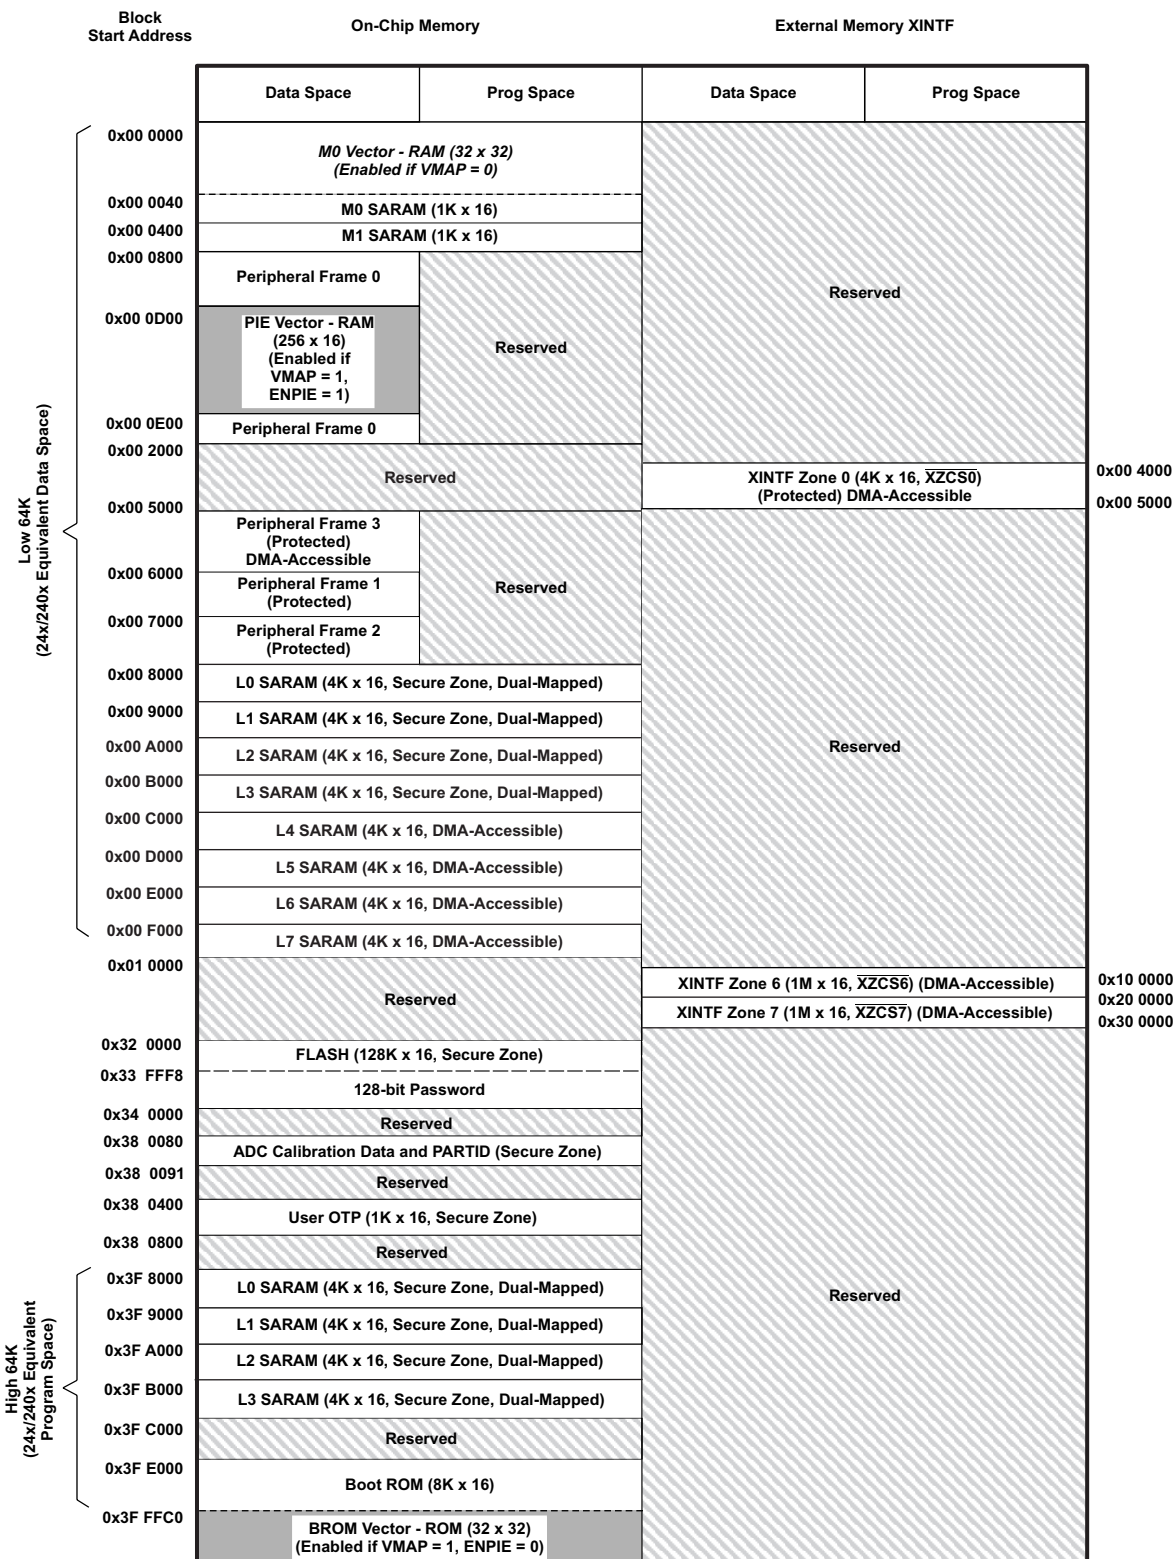 Block
Start Address
On-Chip Memory
External Memory XINTF
Data Space
Prog Space
Data Space
Prog Space
Low 64K
(24x/240x Equivalent Data Space)
0x00 0000
M0 Vector - RAM (32 x 32)
(Enabled if VMAP = 0)
0x00 0040
M0 SARAM (1K x 16)
0x00 0400
M1 SARAM (1K x 16)
0x00 0800
Peripheral Frame 0
Reserved
0x00 0D00
PIE Vector - RAM
(256 x 16)
(Enabled if
VMAP = 1,
ENPIE = 1)
Reserved
0x00 0E00
Peripheral Frame 0
0x00 2000
Reserved
XINTF Zone 0 (4K x 16, XZCS0)
(Protected) DMA-Accessible
0x00 4000
0x00 5000
0x00 5000
Peripheral Frame 3
(Protected)
DMA-Accessible
0x00 6000
Peripheral Frame 1
(Protected)
Reserved
0x00 7000
Peripheral Frame 2
(Protected)
0x00 8000
L0 SARAM (4K x 16, Secure Zone, Dual-Mapped)
0x00 9000
L1 SARAM (4K x 16, Secure Zone, Dual-Mapped)
0x00 A000
L2 SARAM (4K x 16, Secure Zone, Dual-Mapped)
Reserved
0x00 B000
L3 SARAM (4K x 16, Secure Zone, Dual-Mapped)
0x00 C000
L4 SARAM (4K x 16, DMA-Accessible)
0x00 D000
L5 SARAM (4K x 16, DMA-Accessible)
0x00 E000
L6 SARAM (4K x 16, DMA-Accessible)
0x00 F000
L7 SARAM (4K x 16, DMA-Accessible)
0x01 0000
Reserved
XINTF Zone 6 (1M x 16, XZCS6) (DMA-Accessible)
0x10 0000
0x20 0000
XINTF Zone 7 (1M x 16, XZCS7) (DMA-Accessible)
0x30 0000
0x32 0000
FLASH (128K x 16, Secure Zone)
0x33 FFF8
128-bit Password
0x34 0000
Reserved
0x38 0080
ADC Calibration Data and PARTID (Secure Zone)
0x38 0091
Reserved
0x38 0400
User OTP (1K x 16, Secure Zone)
0x38 0800
Reserved
High 64K
(24x/240x Equivalent
Program Space)
0x3F 8000
L0 SARAM (4K x 16, Secure Zone, Dual-Mapped)
Reserved
0x3F 9000
L1 SARAM (4K x 16, Secure Zone, Dual-Mapped)
0x3F A000
L2 SARAM (4K x 16, Secure Zone, Dual-Mapped)
0x3F B000
L3 SARAM (4K x 16, Secure Zone, Dual-Mapped)
0x3F C000
Reserved
0x3F E000
Boot ROM (8K x 16)
0x3F FFC0
BROM Vector - ROM (32 x 32)
(Enabled if VMAP = 1, ENPIE = 0)